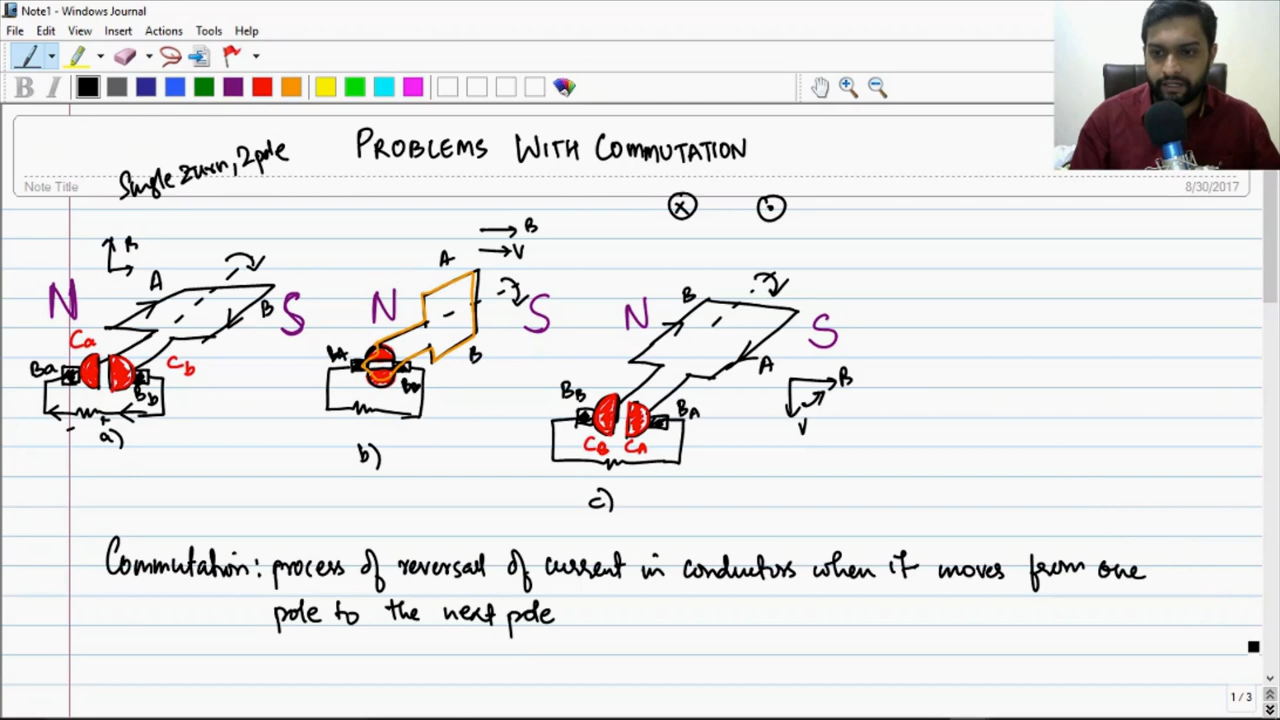 Note1 - Windows Journal
File Edit View Insert Actions Tools Help
B I
PROBLEMS WITH COMMUTATION
Single turn, 2 pole
Note Title
8/30/2017
B
A
B
N
S
Ca
Cb
Ba
Bb
- +
a)
B
V
A
N
S
B
BA
BB
b)
B
N
S
A
B
V
BB
BA
CB CA
c)
Commutation: process of reversal of current in conductors when it moves from one
pole to the next pole
1 / 3